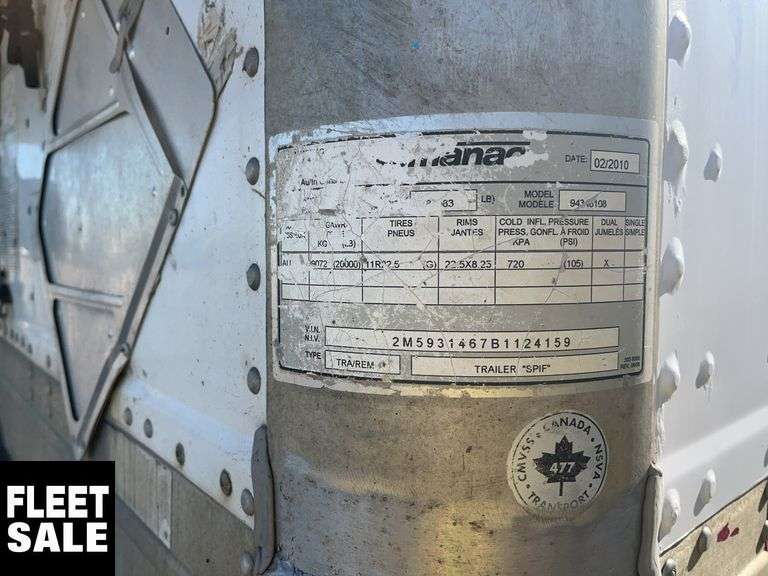 manac
DATE: 02/2010
LB)
MODEL
MODÈLE:
TIRES
PNEUS
RIMS
JANTES
COLD INFL. PRESSURE
PRESS. GONFL. À FROID
KPA (PSI)
DUAL
JUMELÉS
SINGLE
SIMPLE
KG
9072 (20000) 11R22.5 (G) 22.5X8.25 720 (105) X
V.I.N.
N.I.V.
2M5931467B1124159
TYPE TRA/REM TRAILER "SPIF"
CMVSS CANADA NSVA
477
TRANSPORT
FLEET
SALE